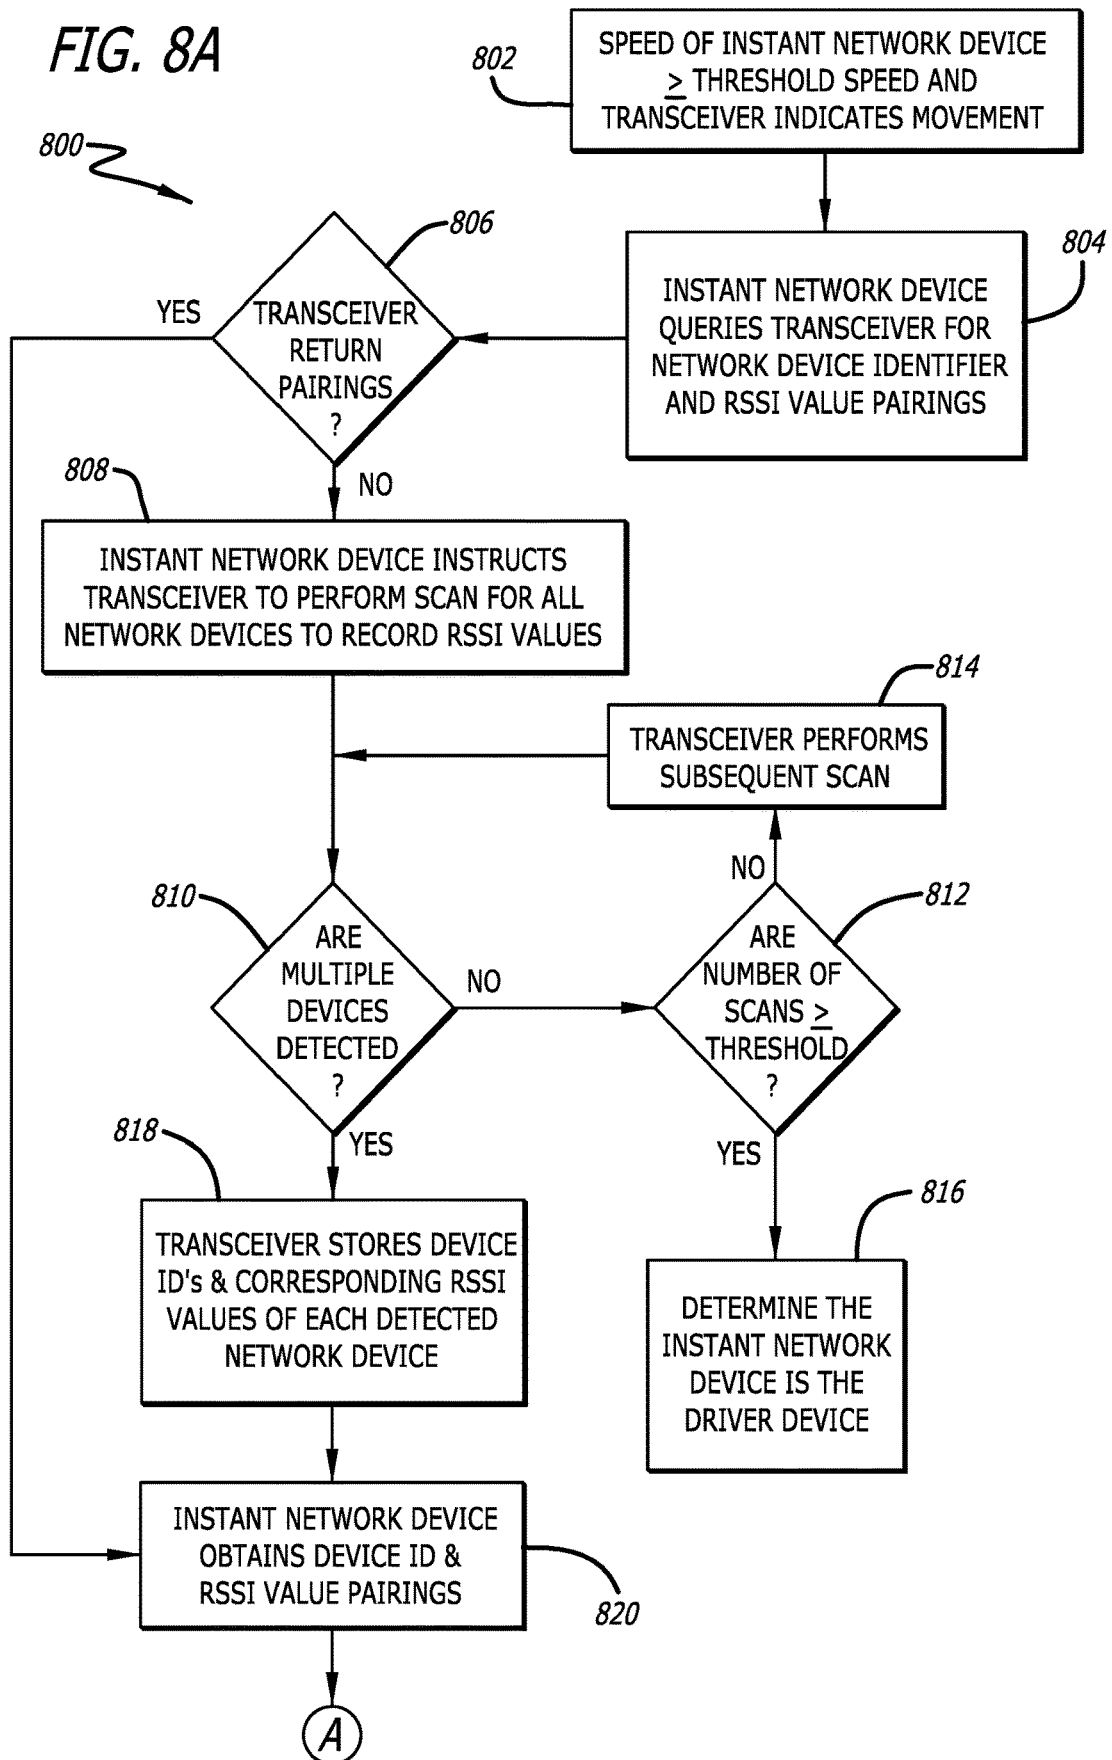 FIG. 8A
800
802
SPEED OF INSTANT NETWORK DEVICE
≥ THRESHOLD SPEED AND
TRANSCEIVER INDICATES MOVEMENT
804
INSTANT NETWORK DEVICE
QUERIES TRANSCEIVER FOR
NETWORK DEVICE IDENTIFIER
AND RSSI VALUE PAIRINGS
806
TRANSCEIVER
RETURN
PAIRINGS
?
YES
NO
808
INSTANT NETWORK DEVICE INSTRUCTS
TRANSCEIVER TO PERFORM SCAN FOR ALL
NETWORK DEVICES TO RECORD RSSI VALUES
814
TRANSCEIVER PERFORMS
SUBSEQUENT SCAN
NO
810
ARE
MULTIPLE
DEVICES
DETECTED
?
NO
812
ARE
NUMBER OF
SCANS ≥
THRESHOLD
?
YES
YES
818
TRANSCEIVER STORES DEVICE
ID's & CORRESPONDING RSSI
VALUES OF EACH DETECTED
NETWORK DEVICE
816
DETERMINE THE
INSTANT NETWORK
DEVICE IS THE
DRIVER DEVICE
INSTANT NETWORK DEVICE
OBTAINS DEVICE ID &
RSSI VALUE PAIRINGS
820
A